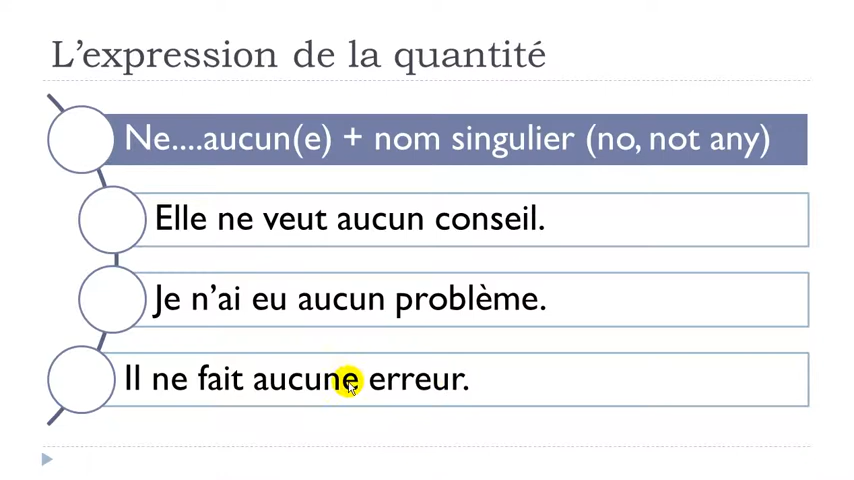 L’expression de la quantité
Ne....aucun(e) + nom singulier (no, not any)
Elle ne veut aucun conseil.
Je n’ai eu aucun problème.
Il ne fait aucune erreur.